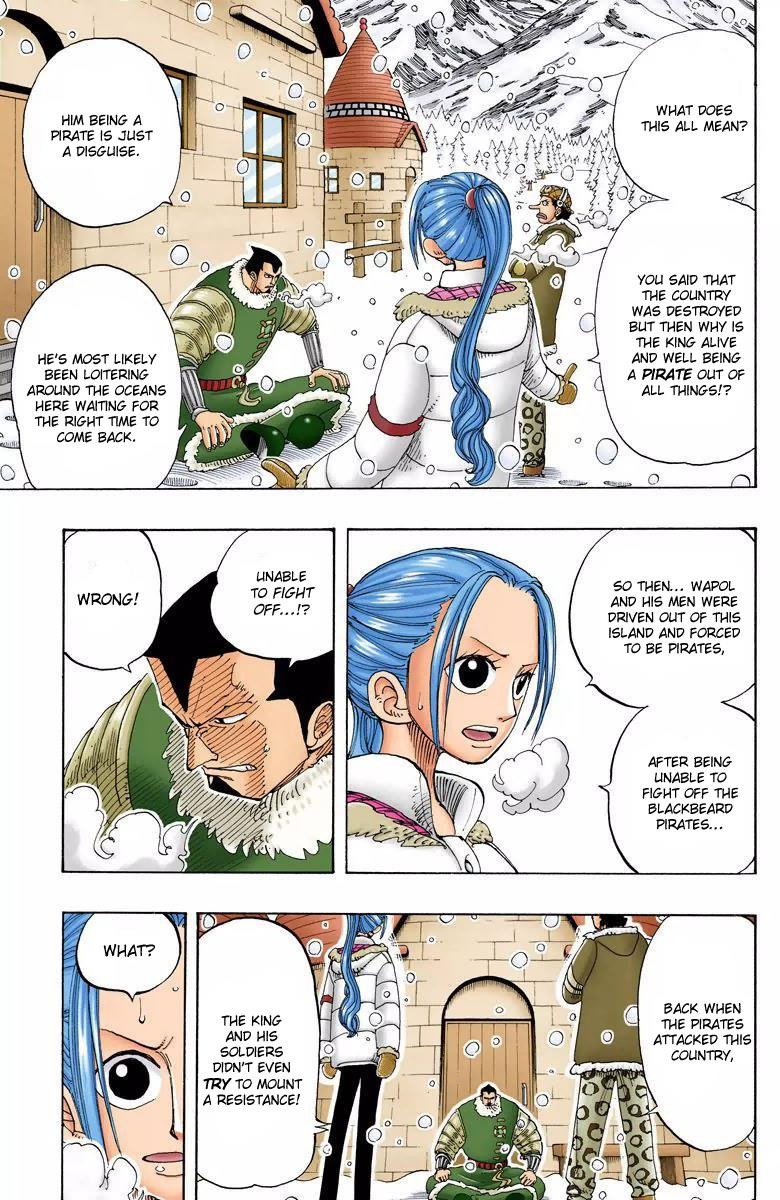 WHAT DOES
THIS ALL MEAN?
YOU SAID THAT
THE COUNTRY
WAS DESTROYED
BUT THEN WHY IS
THE KING ALIVE
AND WELL BEING
A PIRATE OUT OF
ALL THINGS!?
HIM BEING A
PIRATE IS JUST
A DISGUISE.
HE'S MOST LIKELY
BEEN LOITERING
AROUND THE OCEANS
HERE WAITING FOR
THE RIGHT TIME TO
COME BACK.
SO THEN... WAPOL
AND HIS MEN WERE
DRIVEN OUT OF THIS
ISLAND AND FORCED
TO BE PIRATES,
AFTER BEING
UNABLE TO
FIGHT OFF THE
BLACKBEARD
PIRATES...
UNABLE
TO FIGHT
OFF...!?
WRONG!
BACK WHEN
THE PIRATES
ATTACKED THIS
COUNTRY,
THE KING
AND HIS
SOLDIERS
DIDN'T EVEN
TRY TO MOUNT
A RESISTANCE!
WHAT?